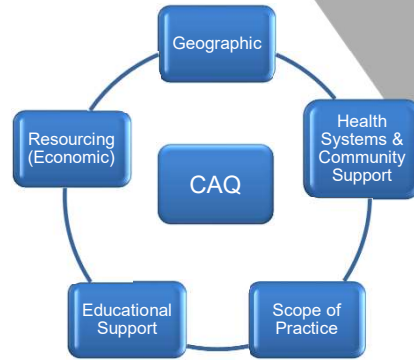 Geographic
Health
Systems &
Community
Support
Resourcing
(Economic)
CAQ
Educational
Support
Scope of
Practice